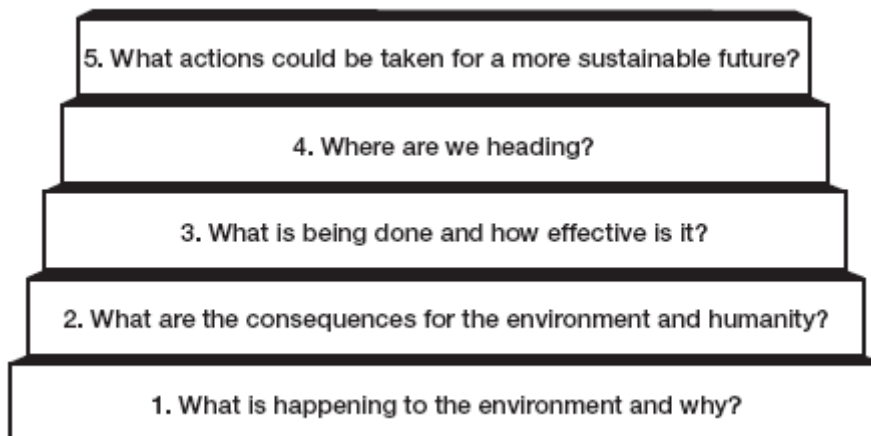 5. What actions could be taken for a more sustainable future?
4. Where are we heading?
3. What is being done and how effective is it?
2. What are the consequences for the environment and humanity?
1. What is happening to the environment and why?